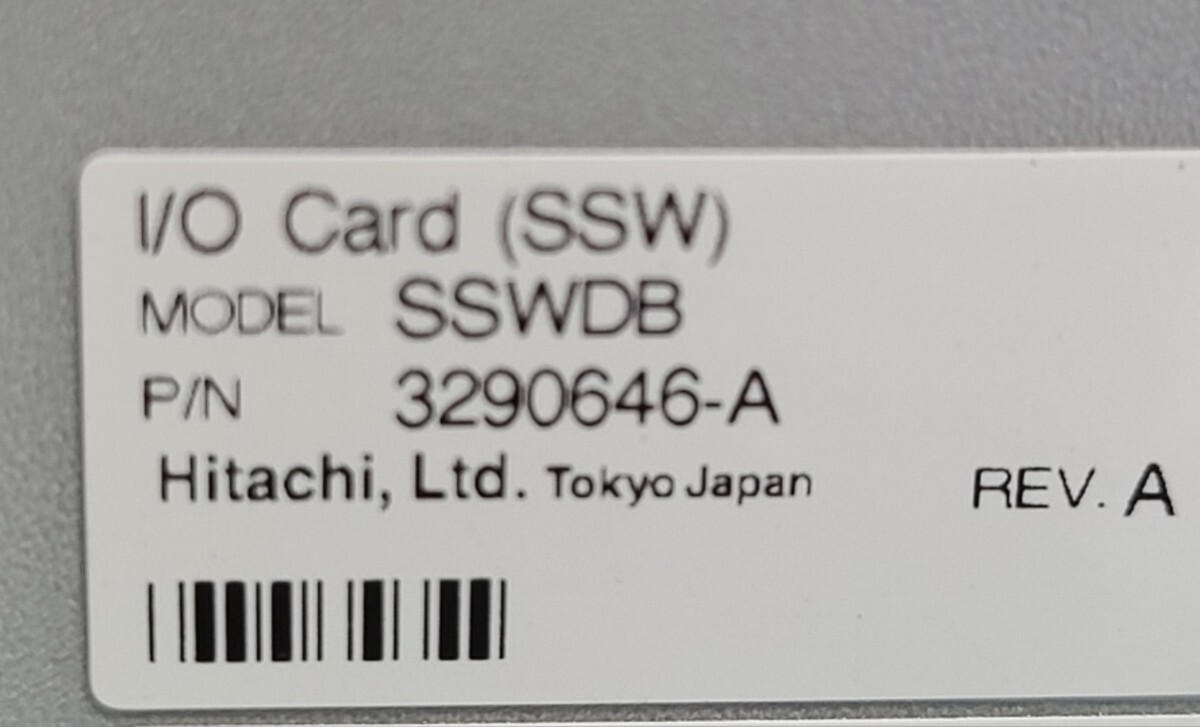 I/O Card (SSW)
MODEL SSWDB
P/N 3290646-A
Hitachi, Ltd. Tokyo Japan REV. A